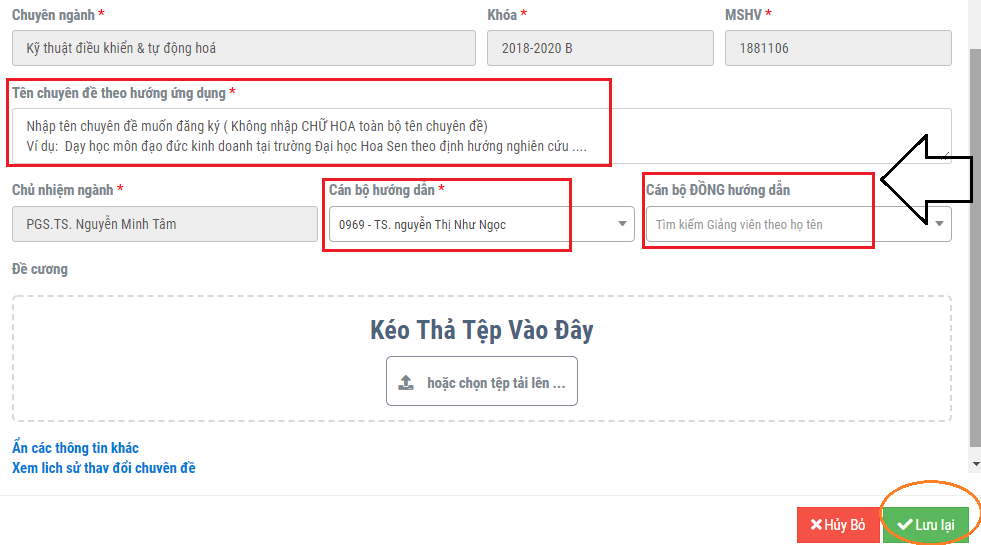 Chuyên ngành *
Khóa *
MSHV *
Kỹ thuật điều khiển & tự động hoá
2018-2020 B
1881106
Tên chuyên đề theo hướng ứng dụng *
Nhập tên chuyên đề muốn đăng ký ( Không nhập CHỮ HOA toàn bộ tên chuyên đề)
Ví dụ: Dạy học môn đạo đức kinh doanh tại trường Đại học Hoa Sen theo định hướng nghiên cứu ....
Chủ nhiệm ngành *
Cán bộ hướng dẫn *
Cán bộ ĐỒNG hướng dẫn
PGS.TS. Nguyễn Minh Tâm
0969 - TS. nguyễn Thị Như Ngọc
Tìm kiếm Giảng viên theo họ tên
Đề cương
Kéo Thả Tệp Vào Đây
hoặc chọn tệp tải lên ...
Ẩn các thông tin khác
Xem lich sử thav đổi chuyên đề
Hủy Bỏ
Lưu lại